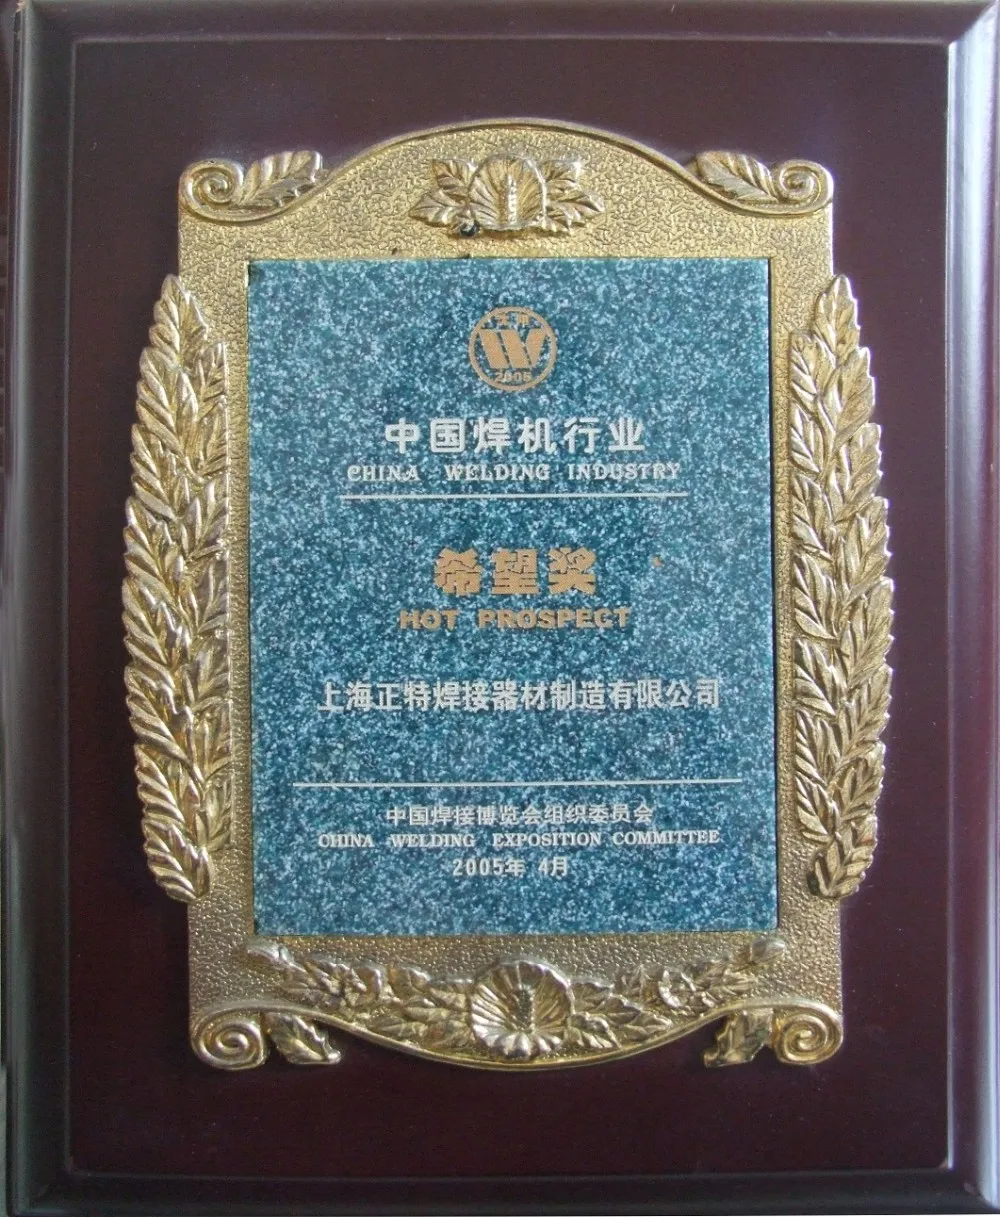 W
2005
中国焊机行业
CHINA WELDING INDUSTRY
希望奖
HOT PROSPECT
上海正特焊接器材制造有限公司
中国焊接博览会组织委员会
CHINA WELDING EXPOSITION COMMITTEE
2005年 4月